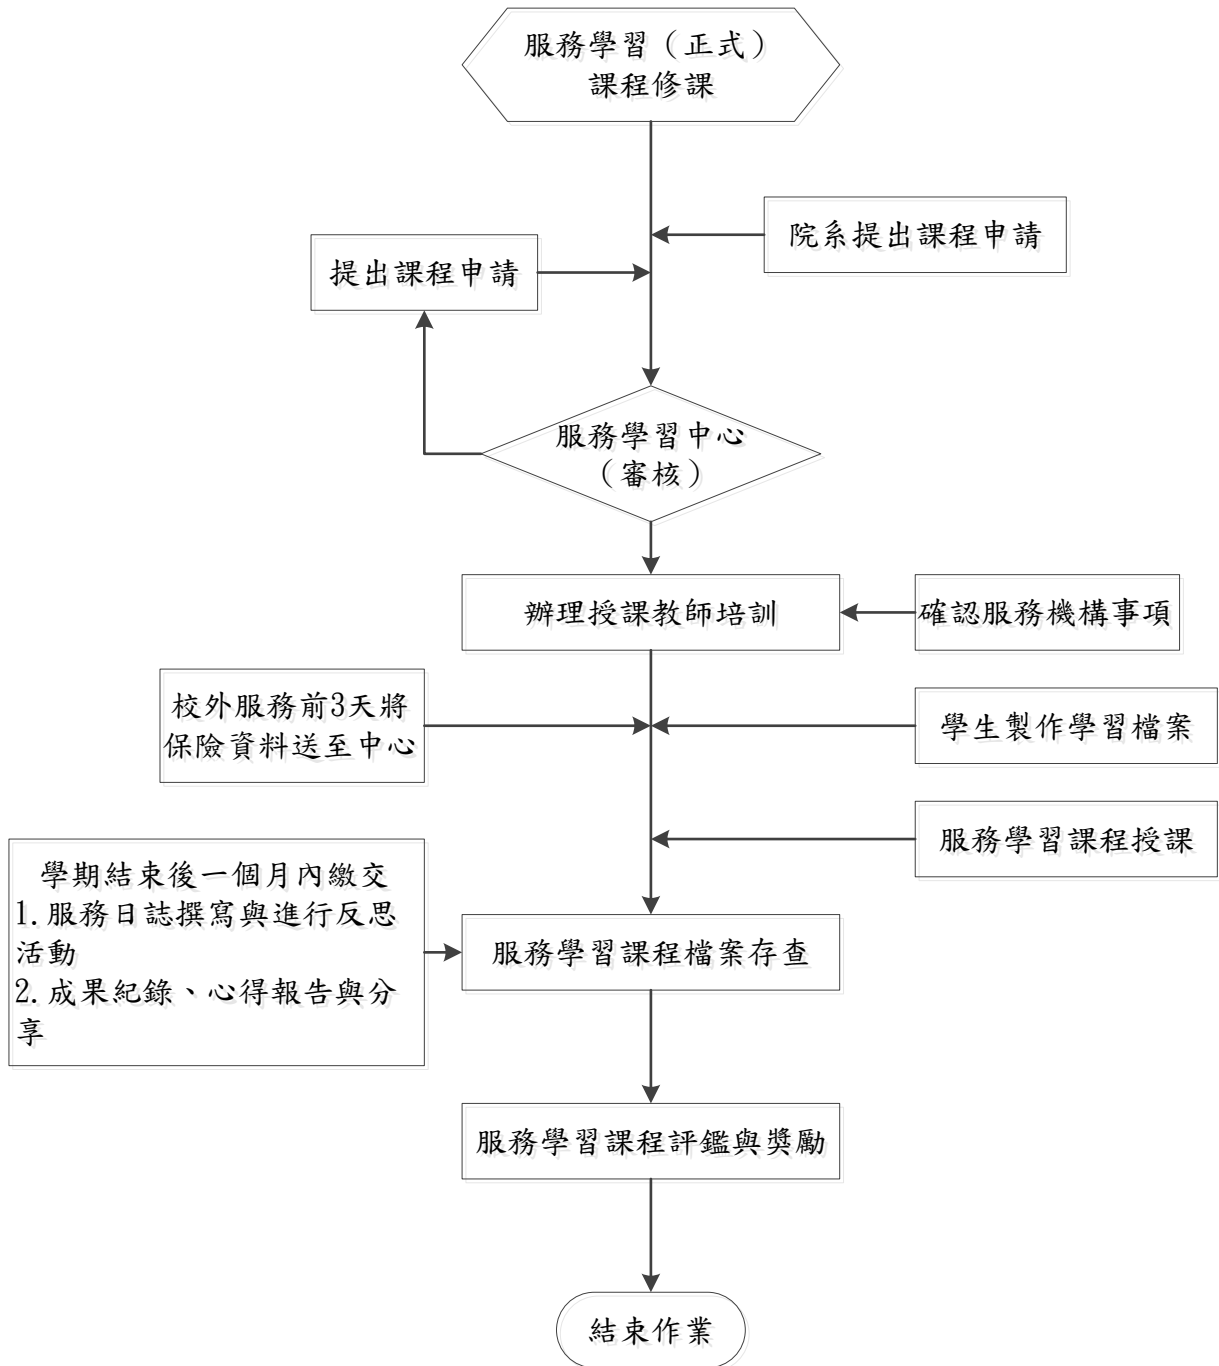 服務學習（正式）
課程修課
院系提出課程申請
提出課程申請
服務學習中心
（審核）
辦理授課教師培訓
確認服務機構事項
校外服務前3天將
保險資料送至中心
學生製作學習檔案
服務學習課程授課
學期結束後一個月內繳交
1.服務日誌撰寫與進行反思
活動
2.成果紀錄、心得報告與分
享
服務學習課程檔案存查
服務學習課程評鑑與獎勵
結束作業